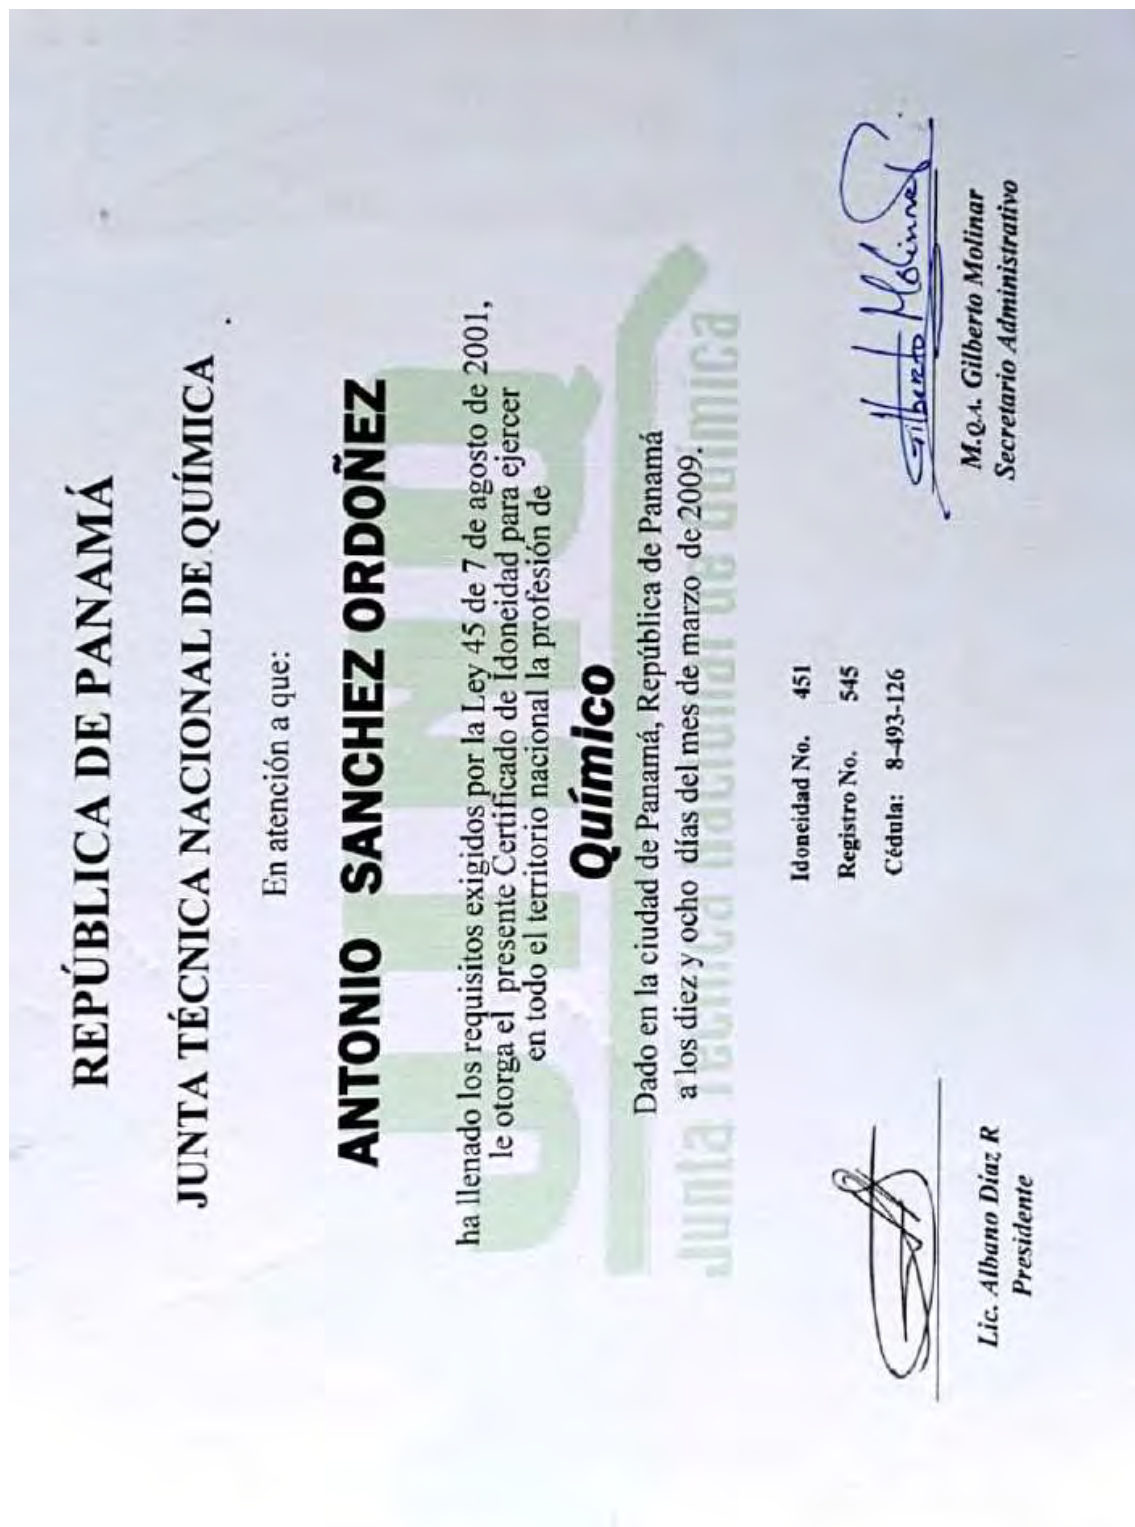 REPÚBLICA DE PANAMÁ
JUNTA TÉCNICA NACIONAL DE QUÍMICA
En atención a que:
ANTONIO SANCHEZ ORDOÑEZ
ha llenado los requisitos exigidos por la Ley 45 de 7 de agosto de 2001,
le otorga el presente Certificado de Idoneidad para ejercer
en todo el territorio nacional la profesión de
Químico
Dado en la ciudad de Panamá, República de Panamá
a los diez y ocho días del mes de marzo de 2009.
JTNQ
Junta Técnica Nacional de Química
Idoneidad No. 451
Registro No. 545
Cédula: 8-493-126
Lic. Albano Díaz R
Presidente
Gilberto Molinar
M.Q.A. Gilberto Molinar
Secretario Administrativo